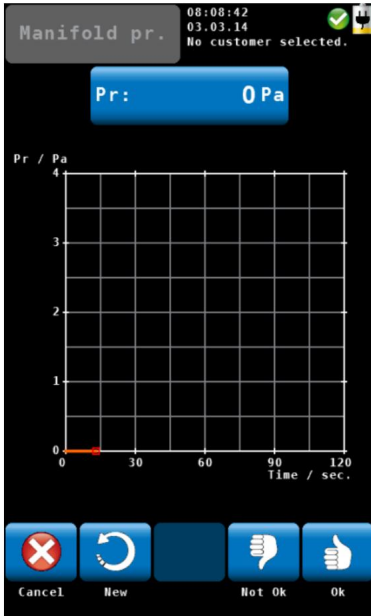 Manifold pr.
08:08:42
03.03.14
No customer selected.
Pr: 0 Pa
Pr / Pa
4
3
2
1
0
0 30 60 90 120
Time / sec.
Cancel New Not Ok Ok